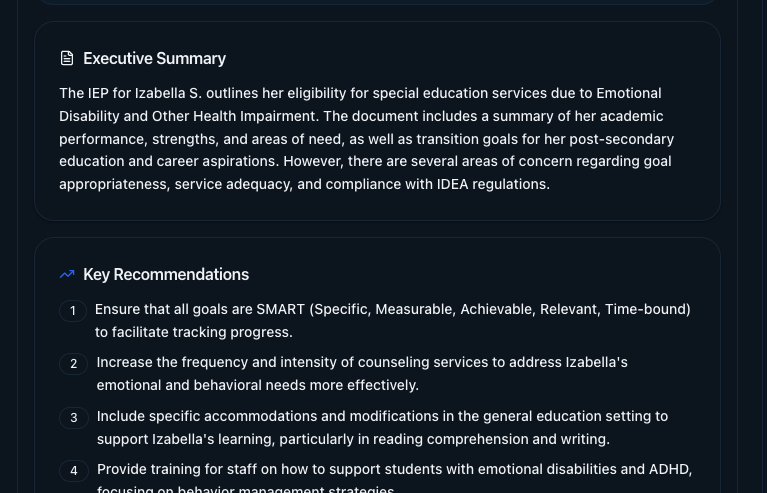 Executive Summary
The IEP for Izabella S. outlines her eligibility for special education services due to Emotional
Disability and Other Health Impairment. The document includes a summary of her academic
performance, strengths, and areas of need, as well as transition goals for her post-secondary
education and career aspirations. However, there are several areas of concern regarding goal
appropriateness, service adequacy, and compliance with IDEA regulations.
Key Recommendations
1 Ensure that all goals are SMART (Specific, Measurable, Achievable, Relevant, Time-bound)
to facilitate tracking progress.
2 Increase the frequency and intensity of counseling services to address Izabella's
emotional and behavioral needs more effectively.
3 Include specific accommodations and modifications in the general education setting to
support Izabella's learning, particularly in reading comprehension and writing.
4 Provide training for staff on how to support students with emotional disabilities and ADHD,
focusing on behavior management strategies.